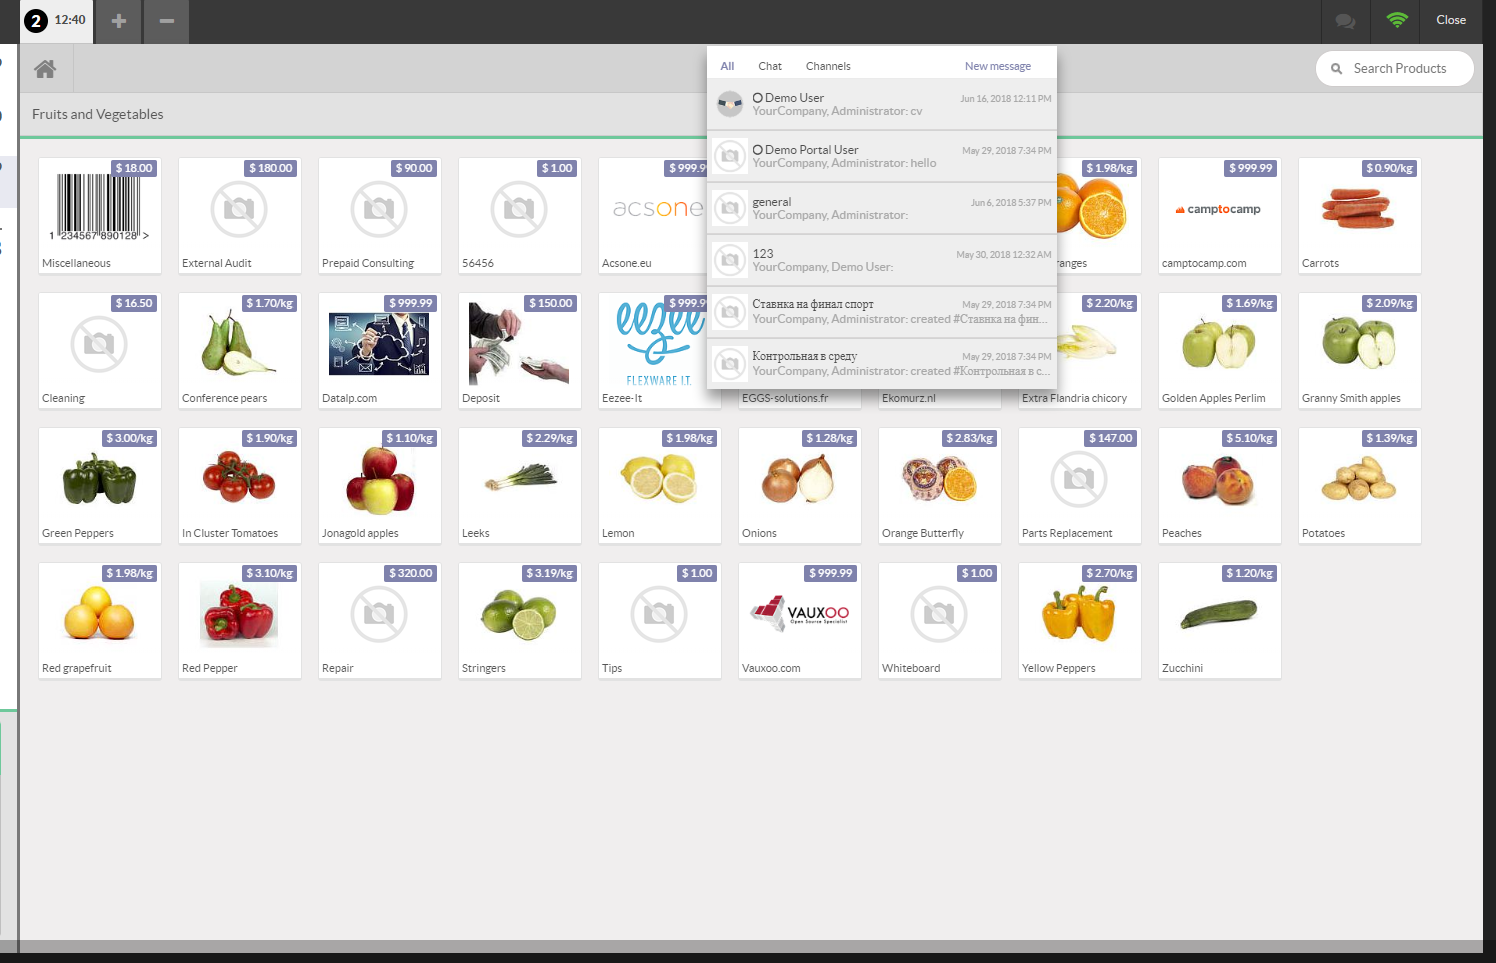 2 12:40
Close
Search Products
All Chat Channels New message
Fruits and Vegetables
Demo User Jun 16, 2018 12:11 PM
YourCompany, Administrator: cv
Demo Portal User May 29, 2018 7:34 PM
YourCompany, Administrator: hello
general Jun 6, 2018 5:37 PM
YourCompany, Administrator:
123 May 30, 2018 12:32 AM
YourCompany, Demo User:
Ставнка на финал спорт May 29, 2018 7:34 PM
YourCompany, Administrator: created #Ставнка на фин...
Контрольная в среду May 29, 2018 7:34 PM
YourCompany, Administrator: created #Контрольная в с...
$ 18.00 $ 180.00 $ 90.00 $ 1.00 $ 999.9 $ 1.98/kg $ 999.99 $ 0.90/kg
acsone camptocamp
1 234567 890128 >
Miscellaneous External Audit Prepaid Consulting 56456 Acsone.eu anges camptocamp.com Carrots
$ 16.50 $ 1.70/kg $ 999.99 $ 150.00 $ 999.9 $ 2.20/kg $ 1.69/kg $ 2.09/kg
eezee
FLEXWARE I.T.
Cleaning Conference pears Datalp.com Deposit Eezee-It EGGS-solutions.fr Ekomurz.nl Extra Flandria chicory Golden Apples Perlim Granny Smith apples
$ 3.00/kg $ 1.90/kg $ 1.10/kg $ 2.29/kg $ 1.98/kg $ 1.28/kg $ 2.83/kg $ 147.00 $ 5.10/kg $ 1.39/kg
Green Peppers In Cluster Tomatoes Jonagold apples Leeks Lemon Onions Orange Butterfly Parts Replacement Peaches Potatoes
$ 1.98/kg $ 3.10/kg $ 320.00 $ 3.19/kg $ 1.00 $ 999.99 $ 1.00 $ 2.70/kg $ 1.20/kg
VAUXOO
Open Source Specialist
Red grapefruit Red Pepper Repair Stringers Tips Vauxoo.com Whiteboard Yellow Peppers Zucchini